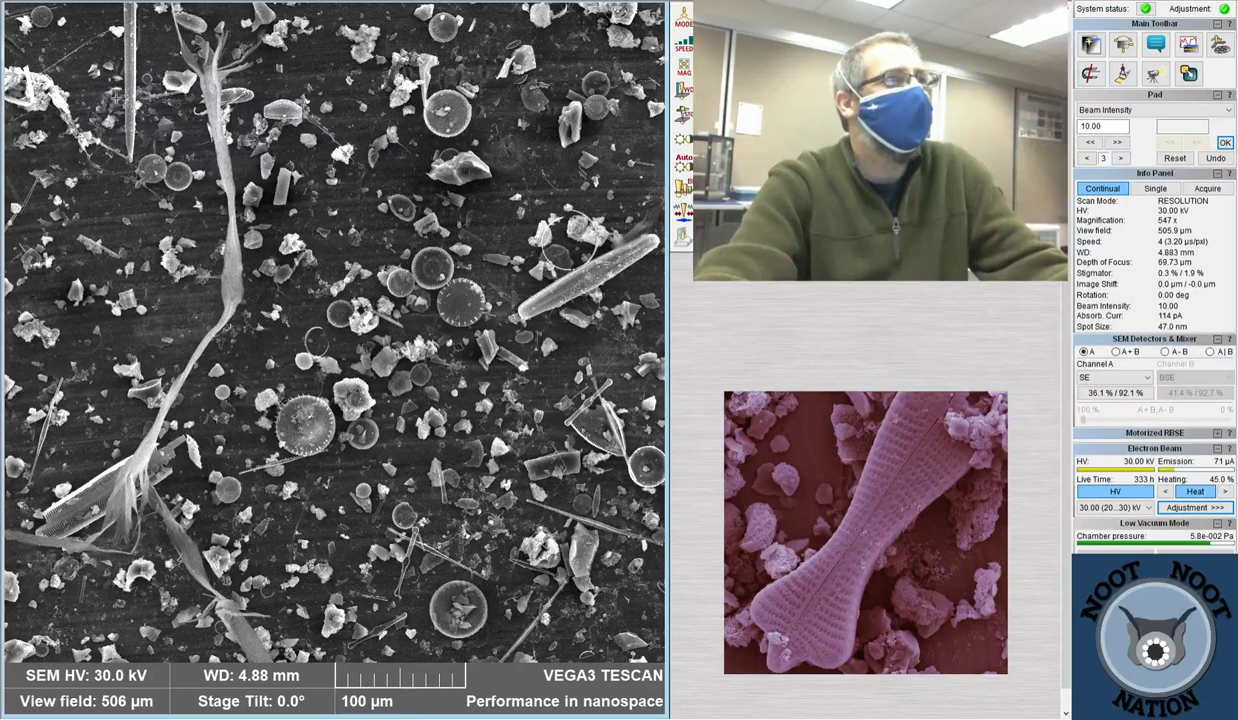 MODE
SPEED
MAG
WD
Auto
System status: Adjustment:
Main Toolbar
Pad
Beam Intensity
10.00
<< >> << >> OK
< 3 > Reset Undo
Info Panel
Continual Single Acquire
Scan Mode: RESOLUTION
HV: 30.00 kV
Magnification: 547 x
View field: 505.9 µm
Speed: 4 (3.20 µs/pxl)
WD: 4.883 mm
Depth of Focus: 69.73 µm
Stigmator: 0.3 % / 1.9 %
Image Shift: 0.0 µm / -0.0 µm
Rotation: 0.00 deg
Beam Intensity: 10.00
Absorb. Curr: 114 pA
Spot Size: 47.0 nm
SEM Detectors & Mixer
A A + B A - B A | B
Channel A Channel B
SE BSE
36.1 % / 92.1 % 41.4 % / 92.7 %
100 % A+B;A- B 0 %
Motorized RBSE
Electron Beam
HV: 30.00 kV Emission: 71 µA
Live Time: 333 h Heating: 45.0 %
HV < Heat >
30.00 (20...30) kV Adjustment >>>
Low Vacuum Mode
Chamber pressure: 5.8e-002 Pa
NOOT NOOT
NATION
SEM HV: 30.0 kV WD: 4.88 mm VEGA3 TESCAN
View field: 506 µm Stage Tilt: 0.0° 100 µm Performance in nanospace